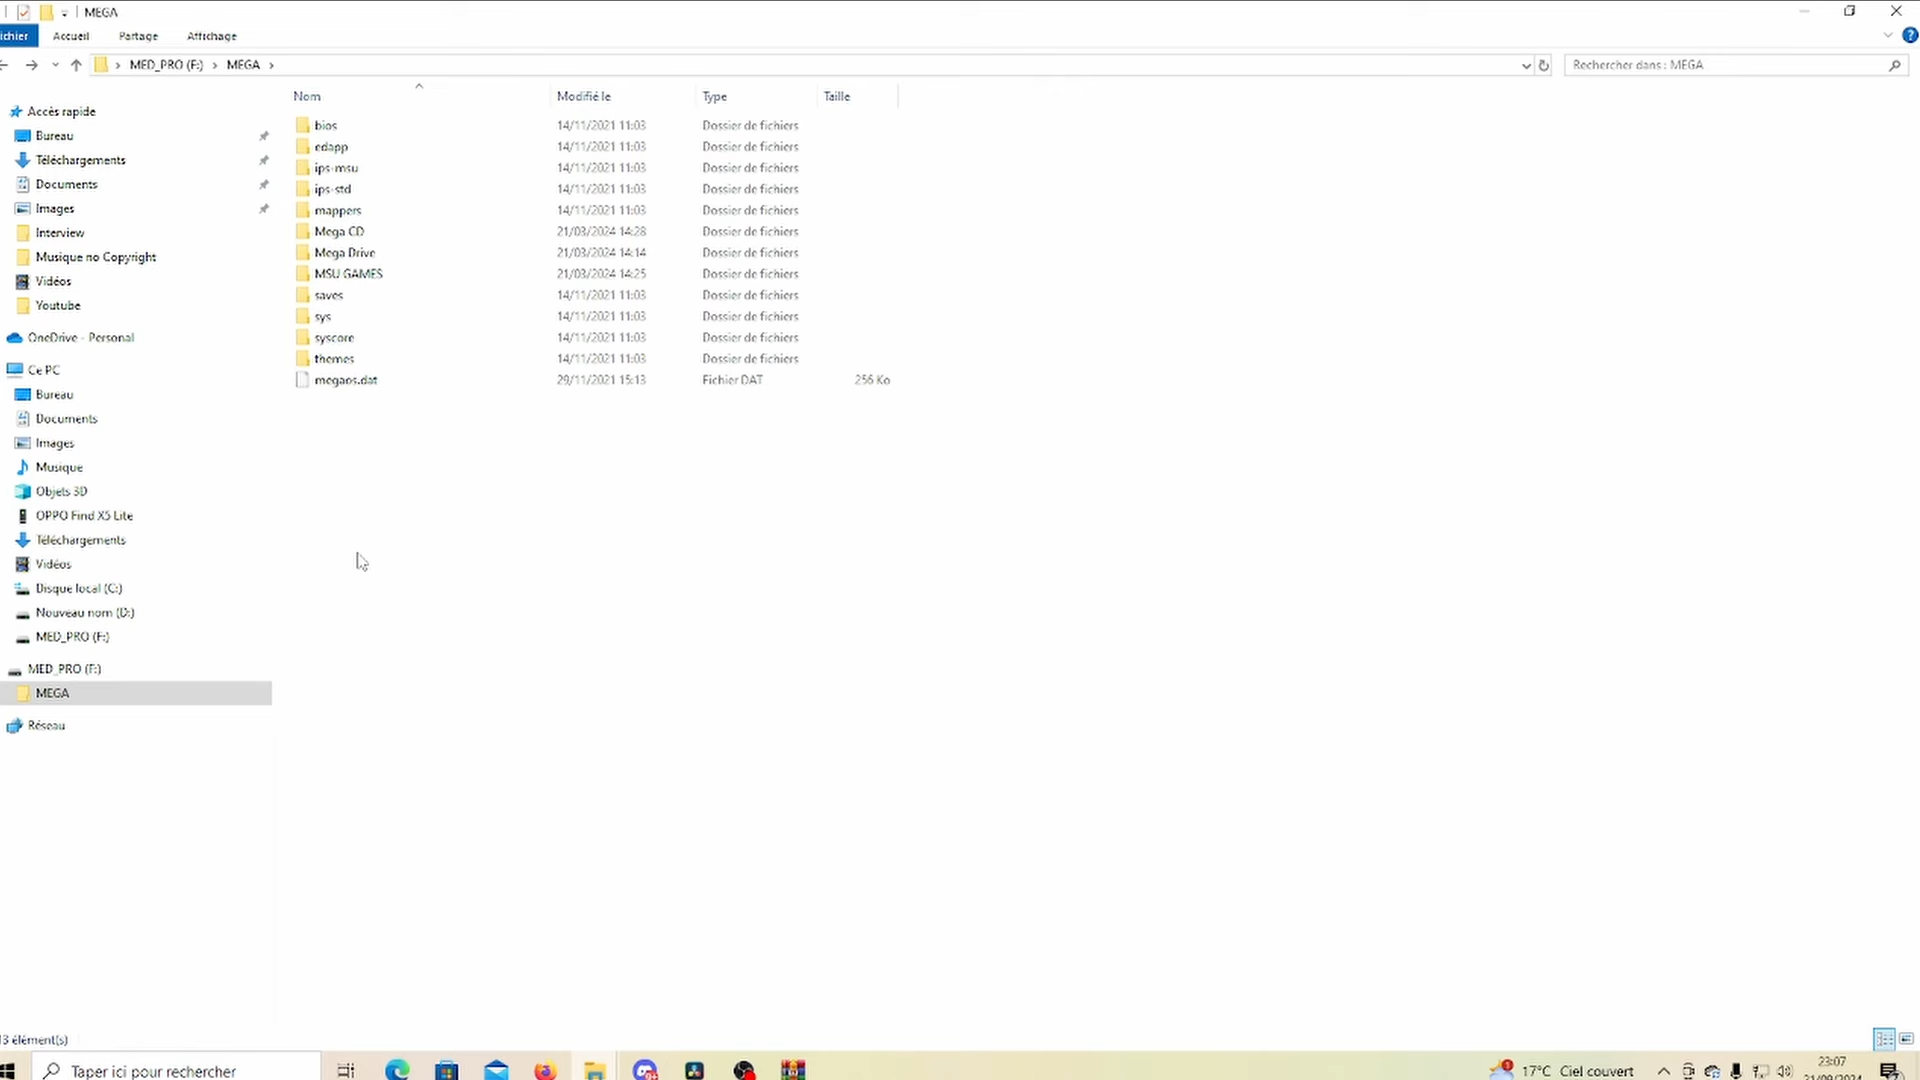 MEGA
ichier Accueil Partage Affichage
MED_PRO (F:) MEGA Rechercher dans : MEGA
Nom Modifié le Type Taille
Accès rapide
Bureau
Téléchargements
Documents
Images
Interview
Musique no Copyright
Vidéos
Youtube
OneDrive - Personal
Ce PC
Bureau
Documents
Images
Musique
Objets 3D
OPPO Find X5 Lite
Téléchargements
Vidéos
Disque local (C:)
Nouveau nom (D:)
MED_PRO (F:)
MED_PRO (F:)
MEGA
Réseau
bios 14/11/2021 11:03 Dossier de fichiers
edapp 14/11/2021 11:03 Dossier de fichiers
ips-msu 14/11/2021 11:03 Dossier de fichiers
ips-std 14/11/2021 11:03 Dossier de fichiers
mappers 14/11/2021 11:03 Dossier de fichiers
Mega CD 21/03/2024 14:28 Dossier de fichiers
Mega Drive 21/03/2024 14:14 Dossier de fichiers
MSU GAMES 21/03/2024 14:25 Dossier de fichiers
saves 14/11/2021 11:03 Dossier de fichiers
sys 14/11/2021 11:03 Dossier de fichiers
syscore 14/11/2021 11:03 Dossier de fichiers
themes 14/11/2021 11:03 Dossier de fichiers
megaos.dat 29/11/2021 15:13 Fichier DAT 256 Ko
13 élément(s)
Taper ici pour rechercher
17°C Ciel couvert
23:07